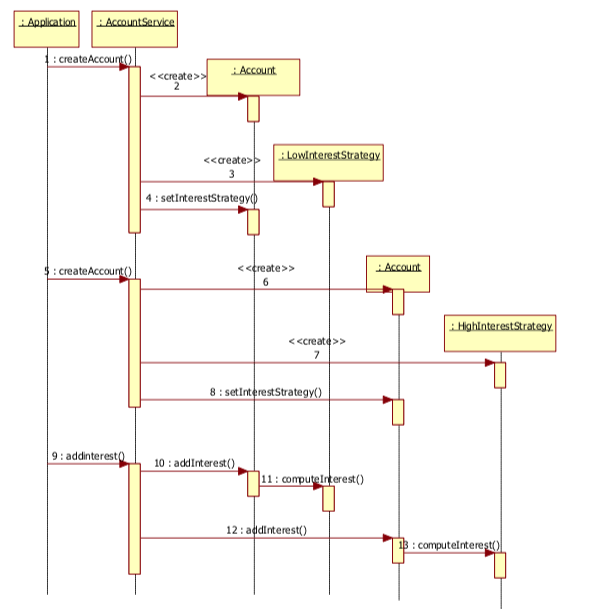 : Application
: AccountService
1 : createAccount()
<<create>>
2
: Account
<<create>>
3
: LowInterestStrategy
4 : setInterestStrategy()
5 : createAccount()
<<create>>
6
: Account
<<create>>
7
: HighInterestStrategy
8 : setInterestStrategy()
9 : addinterest()
10 : addInterest()
11 : computeInterest()
12 : addInterest()
13 : computeInterest()